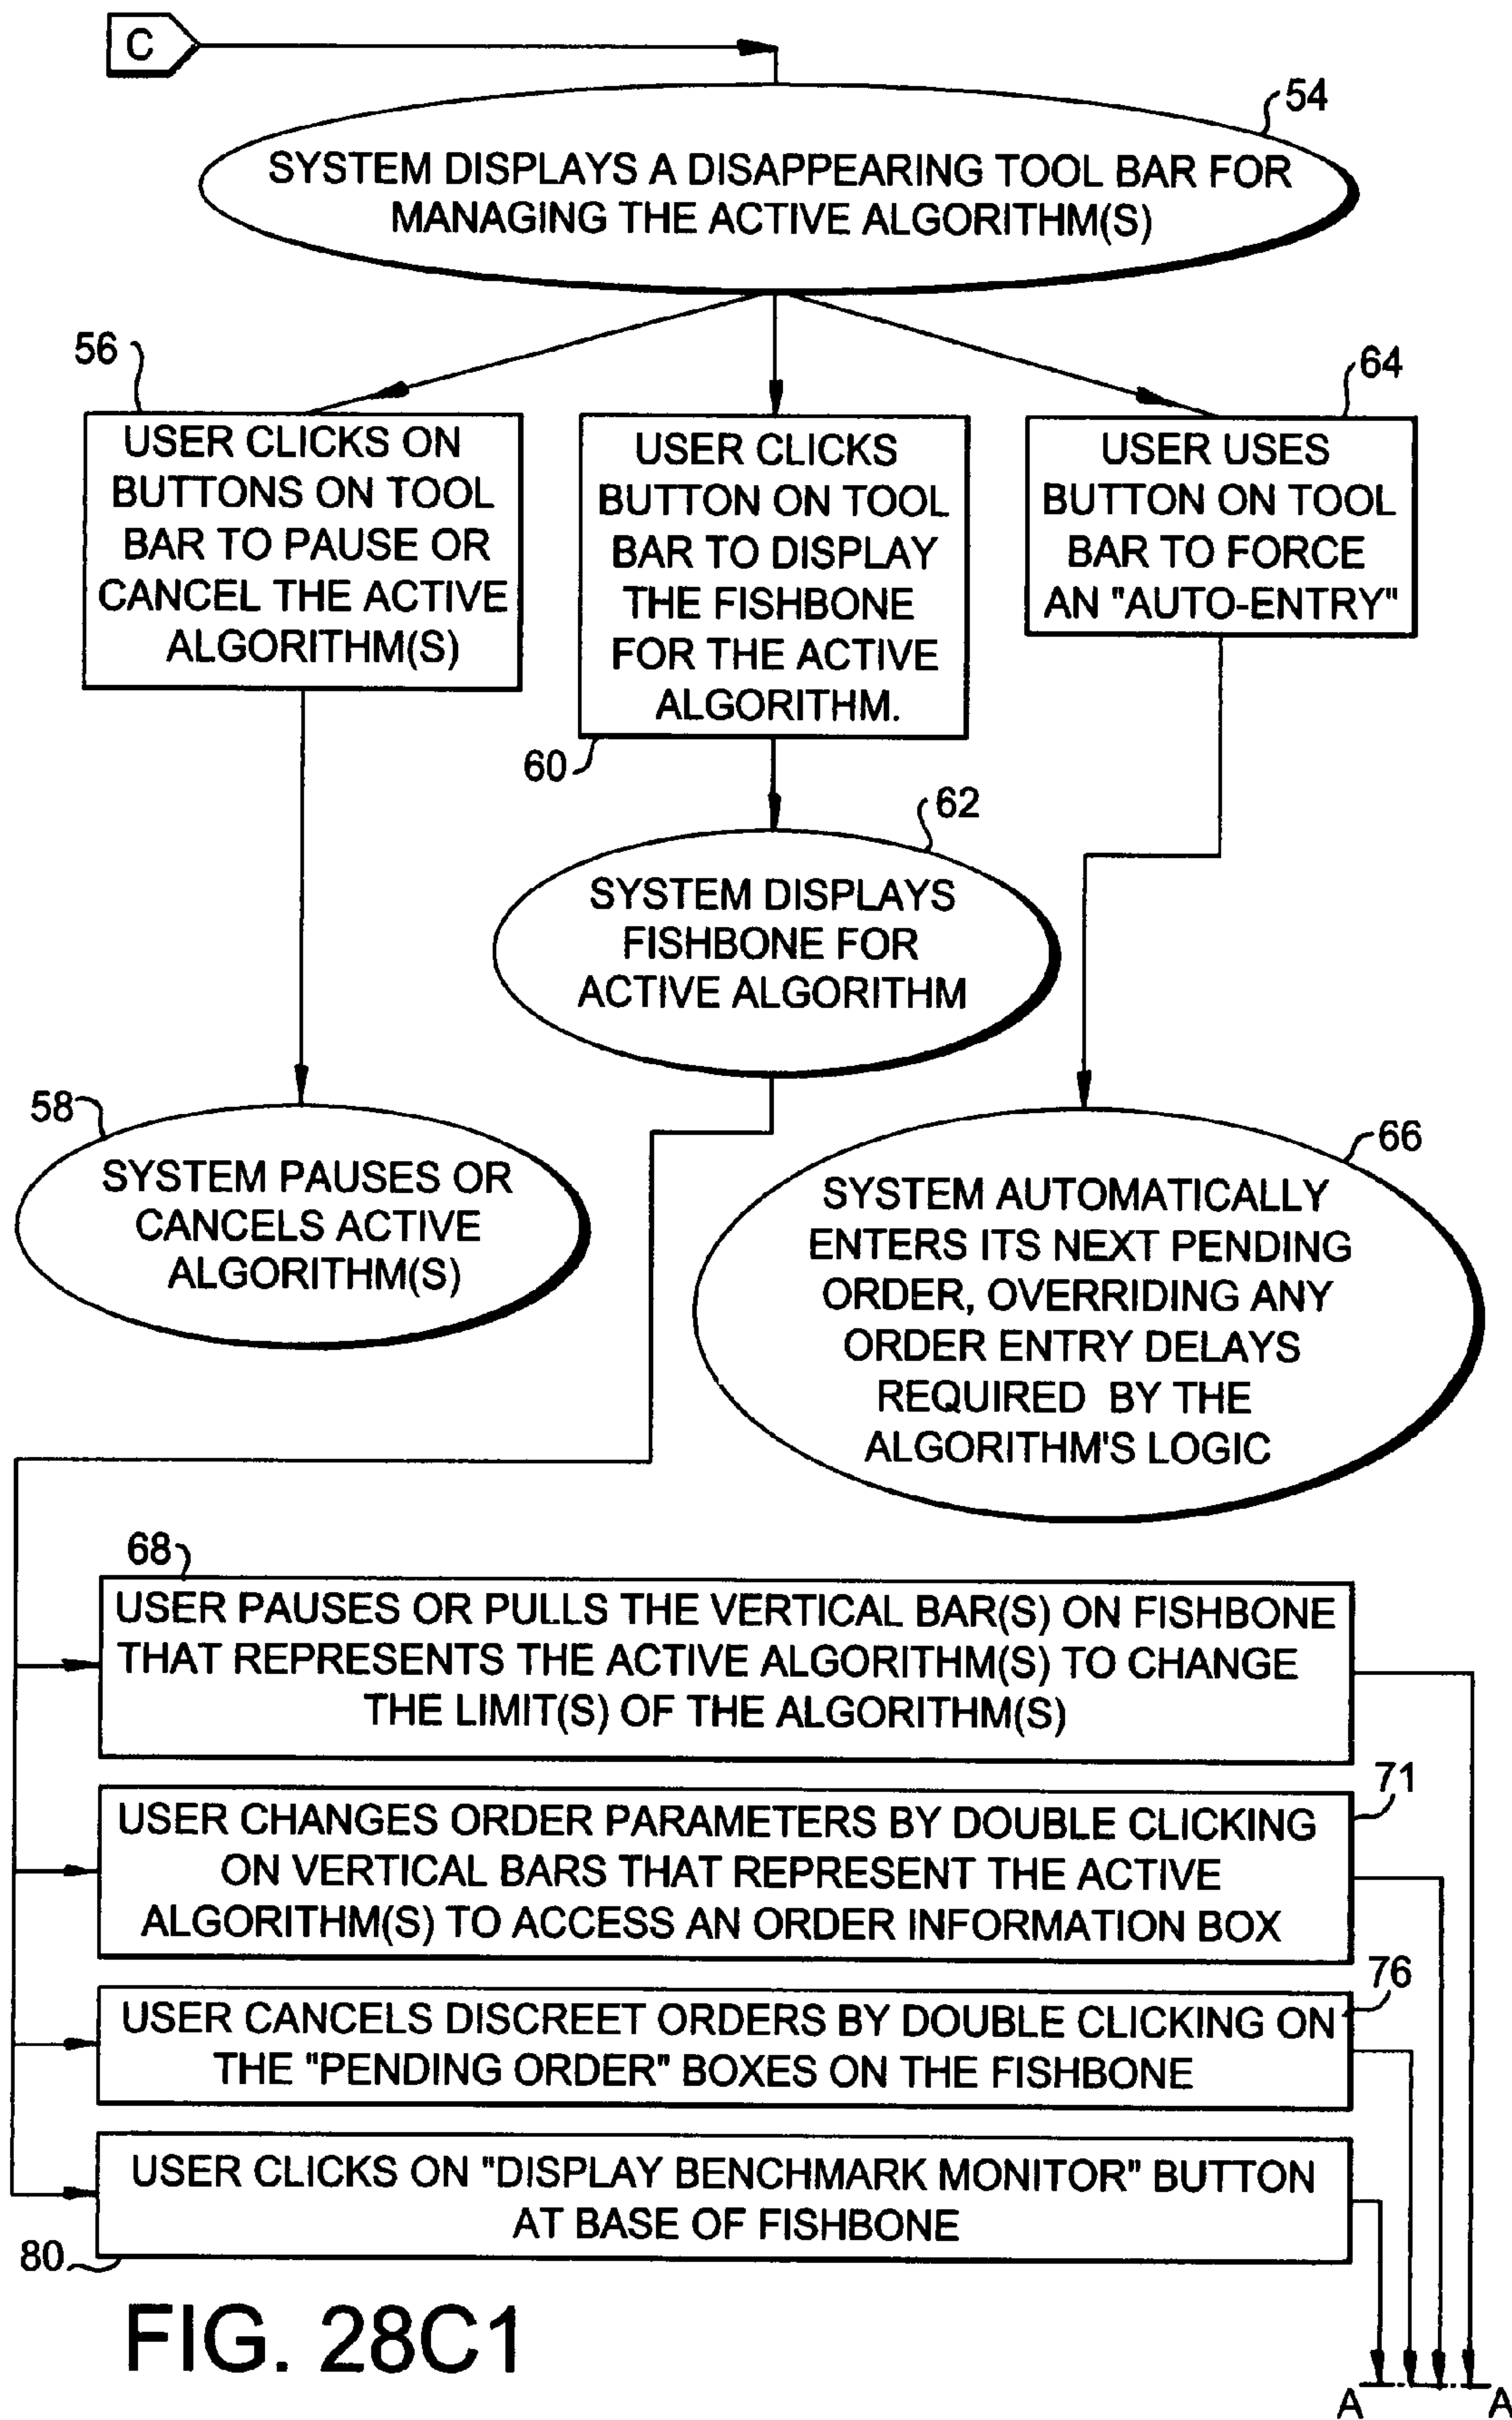 C
54
SYSTEM DISPLAYS A DISAPPEARING TOOL BAR FOR
MANAGING THE ACTIVE ALGORITHM(S)
56
USER CLICKS ON
BUTTONS ON TOOL
BAR TO PAUSE OR
CANCEL THE ACTIVE
ALGORITHM(S)
USER CLICKS
BUTTON ON TOOL
BAR TO DISPLAY
THE FISHBONE
FOR THE ACTIVE
ALGORITHM.
60
64
USER USES
BUTTON ON TOOL
BAR TO FORCE
AN "AUTO-ENTRY"
62
SYSTEM DISPLAYS
FISHBONE FOR
ACTIVE ALGORITHM
58
SYSTEM PAUSES OR
CANCELS ACTIVE
ALGORITHM(S)
66
SYSTEM AUTOMATICALLY
ENTERS ITS NEXT PENDING
ORDER, OVERRIDING ANY
ORDER ENTRY DELAYS
REQUIRED BY THE
ALGORITHM'S LOGIC
68
USER PAUSES OR PULLS THE VERTICAL BAR(S) ON FISHBONE
THAT REPRESENTS THE ACTIVE ALGORITHM(S) TO CHANGE
THE LIMIT(S) OF THE ALGORITHM(S)
71
USER CHANGES ORDER PARAMETERS BY DOUBLE CLICKING
ON VERTICAL BARS THAT REPRESENT THE ACTIVE
ALGORITHM(S) TO ACCESS AN ORDER INFORMATION BOX
76
USER CANCELS DISCREET ORDERS BY DOUBLE CLICKING ON
THE "PENDING ORDER" BOXES ON THE FISHBONE
USER CLICKS ON "DISPLAY BENCHMARK MONITOR" BUTTON
AT BASE OF FISHBONE
80
FIG. 28C1
A A